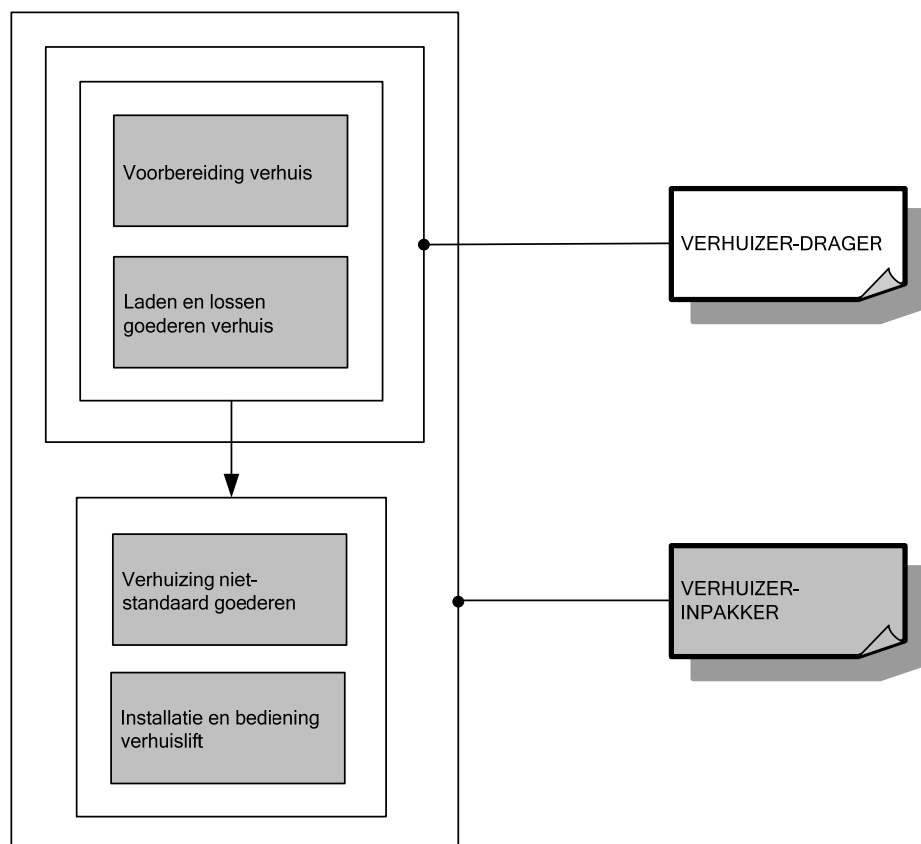 Voorbereiding verhuis
Laden en lossen
goederen verhuis
VERHUIZER-DRAGER
Verhuizing niet-
standaard goederen
Installatie en bediening
verhuislift
VERHUIZER-
INPAKKER